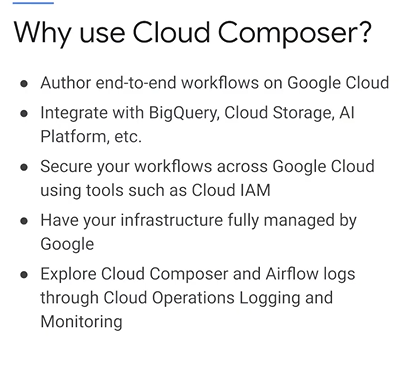 Why use Cloud Composer?
● Author end-to-end workflows on Google Cloud
● Integrate with BigQuery, Cloud Storage, AI
Platform, etc.
● Secure your workflows across Google Cloud
using tools such as Cloud IAM
● Have your infrastructure fully managed by
Google
● Explore Cloud Composer and Airflow logs
through Cloud Operations Logging and
Monitoring